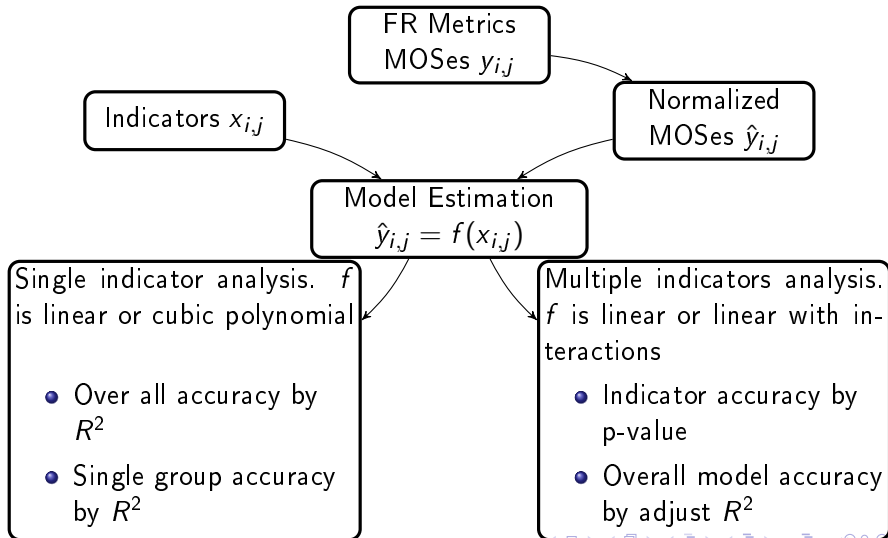 FR Metrics
MOSes y_{i,j}
Indicators x_{i,j}
Normalized
MOSes ŷ_{i,j}
Model Estimation
ŷ_{i,j} = f(x_{i,j})
Single indicator analysis. f
is linear or cubic polynomial
Over all accuracy by
R²
Single group accuracy
by R²
Multiple indicators analysis.
f is linear or linear with in-
teractions
Indicator accuracy by
p-value
Overall model accuracy
by adjust R²